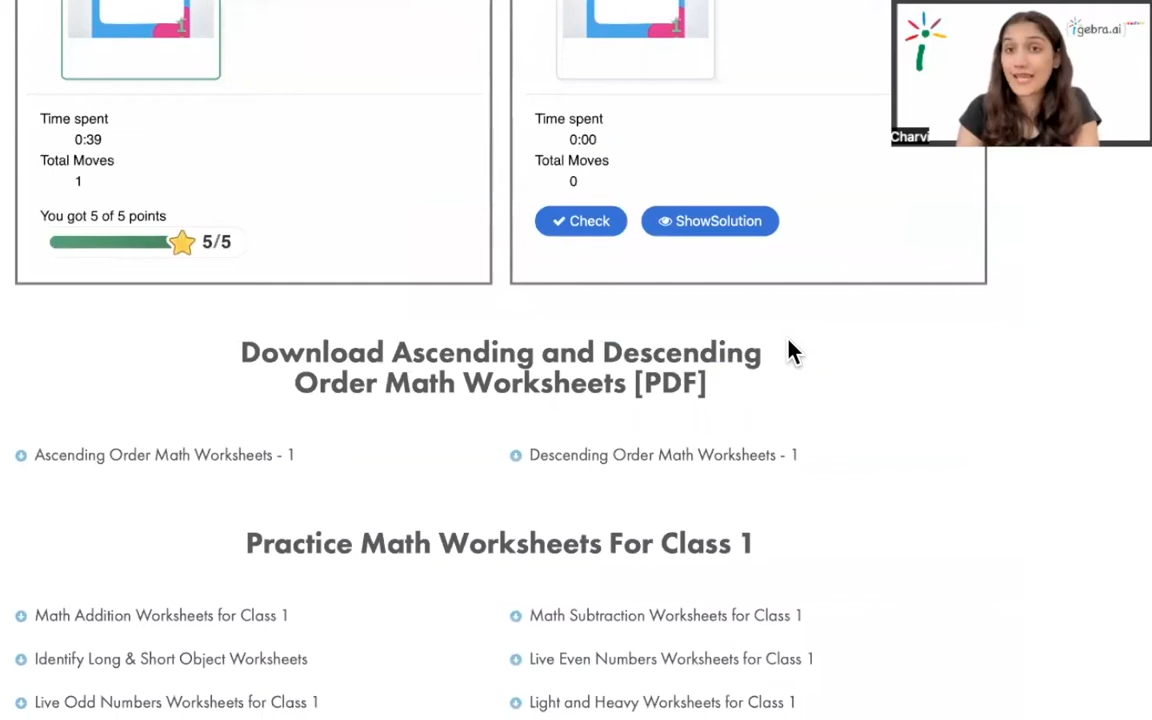 1
1
Time spent
0:39
Total Moves
1
You got 5 of 5 points
5/5
Time spent
0:00
Total Moves
0
Check
ShowSolution
gebra.ai
Charvi
Download Ascending and Descending
Order Math Worksheets [PDF]
Ascending Order Math Worksheets - 1
Descending Order Math Worksheets - 1
Practice Math Worksheets For Class 1
Math Addition Worksheets for Class 1
Math Subtraction Worksheets for Class 1
Identify Long & Short Object Worksheets
Live Even Numbers Worksheets for Class 1
Live Odd Numbers Worksheets for Class 1
Light and Heavy Worksheets for Class 1